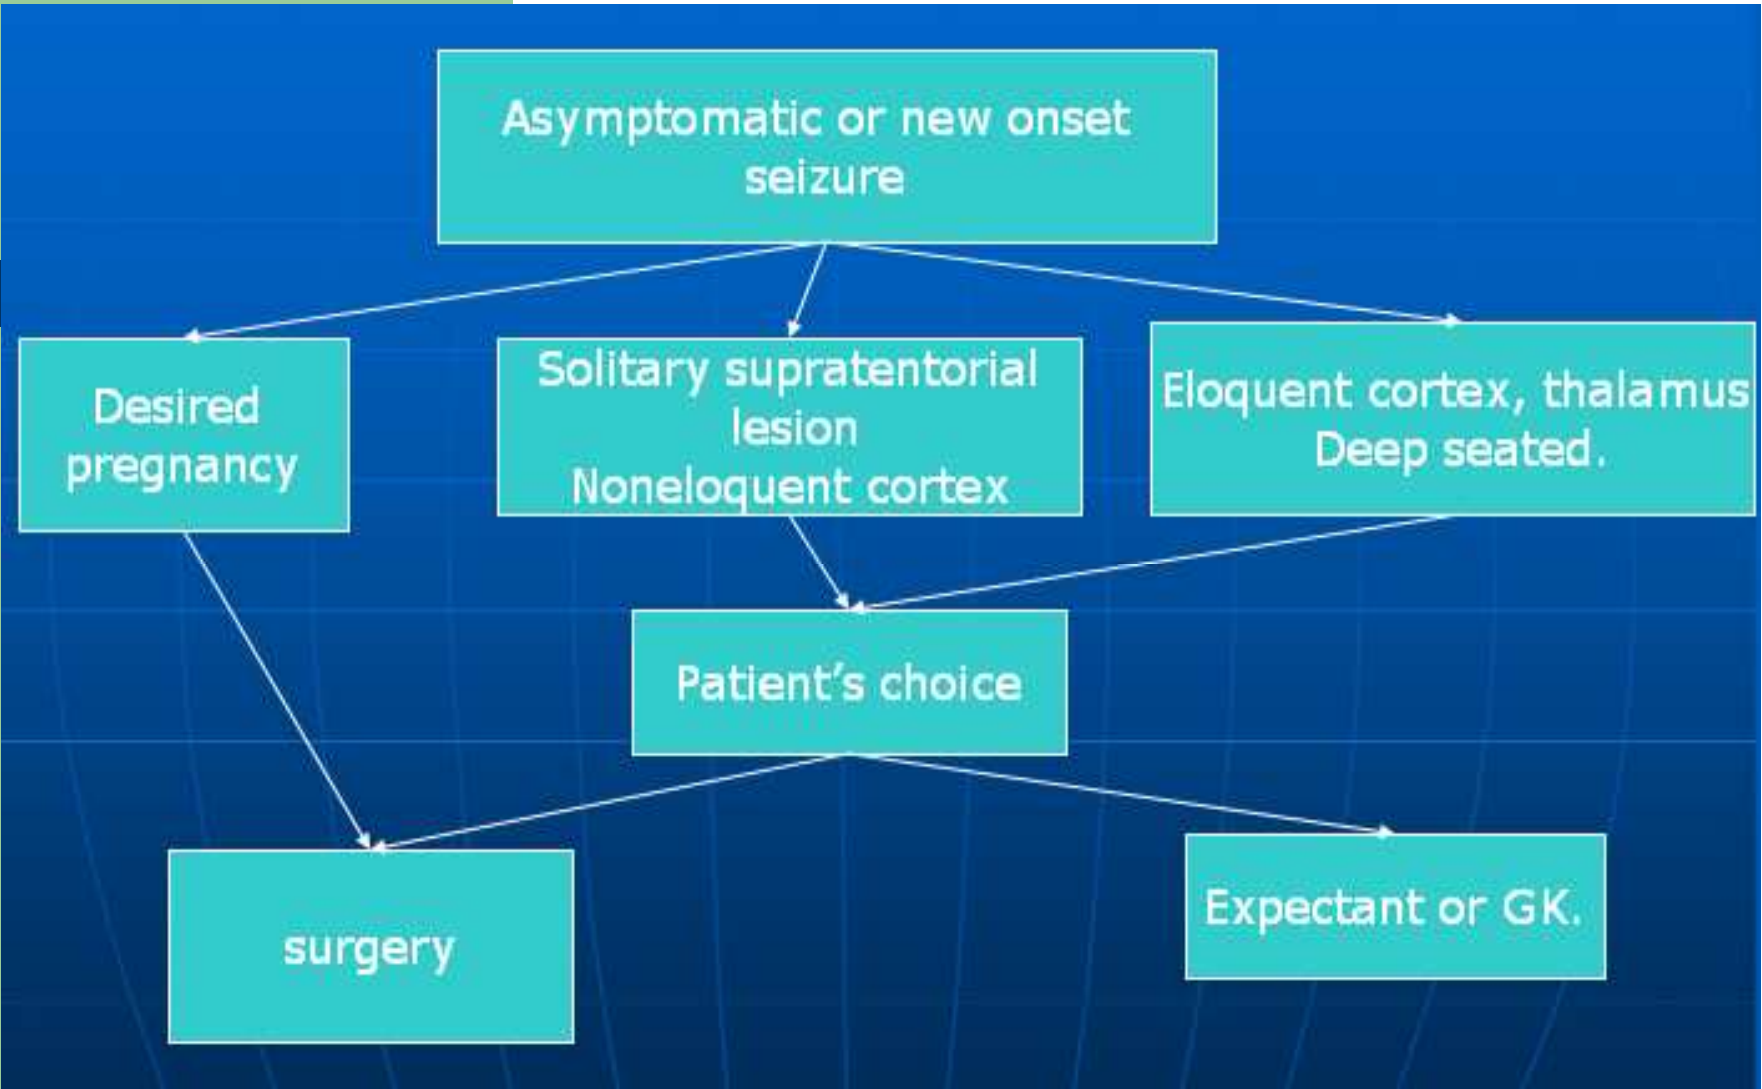 Asymptomatic or new onset
seizure
Desired
pregnancy
Solitary supratentorial
lesion
Noneloquent cortex
Eloquent cortex, thalamus
Deep seated.
Patient’s choice
surgery
Expectant or GK.